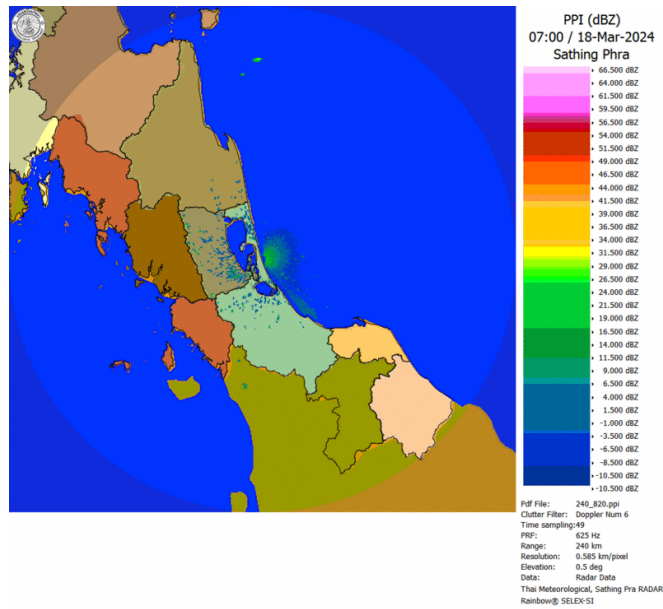 PPI (dBZ)
07:00 / 18-Mar-2024
Sathing Phra
66.500 dBZ
64.000 dBZ
61.500 dBZ
59.500 dBZ
56.500 dBZ
54.000 dBZ
51.500 dBZ
49.000 dBZ
46.500 dBZ
44.000 dBZ
41.500 dBZ
39.000 dBZ
36.500 dBZ
34.000 dBZ
31.500 dBZ
29.000 dBZ
26.500 dBZ
24.000 dBZ
21.500 dBZ
19.000 dBZ
16.500 dBZ
14.000 dBZ
11.500 dBZ
9.000 dBZ
6.500 dBZ
4.000 dBZ
1.500 dBZ
-1.000 dBZ
-3.500 dBZ
-6.500 dBZ
-8.500 dBZ
-10.500 dBZ
-10.500 dBZ
Pdf File: 240_820.ppi
Clutter Filter: Doppler Num 6
Time sampling:49
PRF: 625 Hz
Range: 240 km
Resolution: 0.585 km/pixel
Elevation: 0.5 deg
Data: Radar Data
Thai Meteorological, Sathing Pra RADAR
Rainbow® SELEX-SI